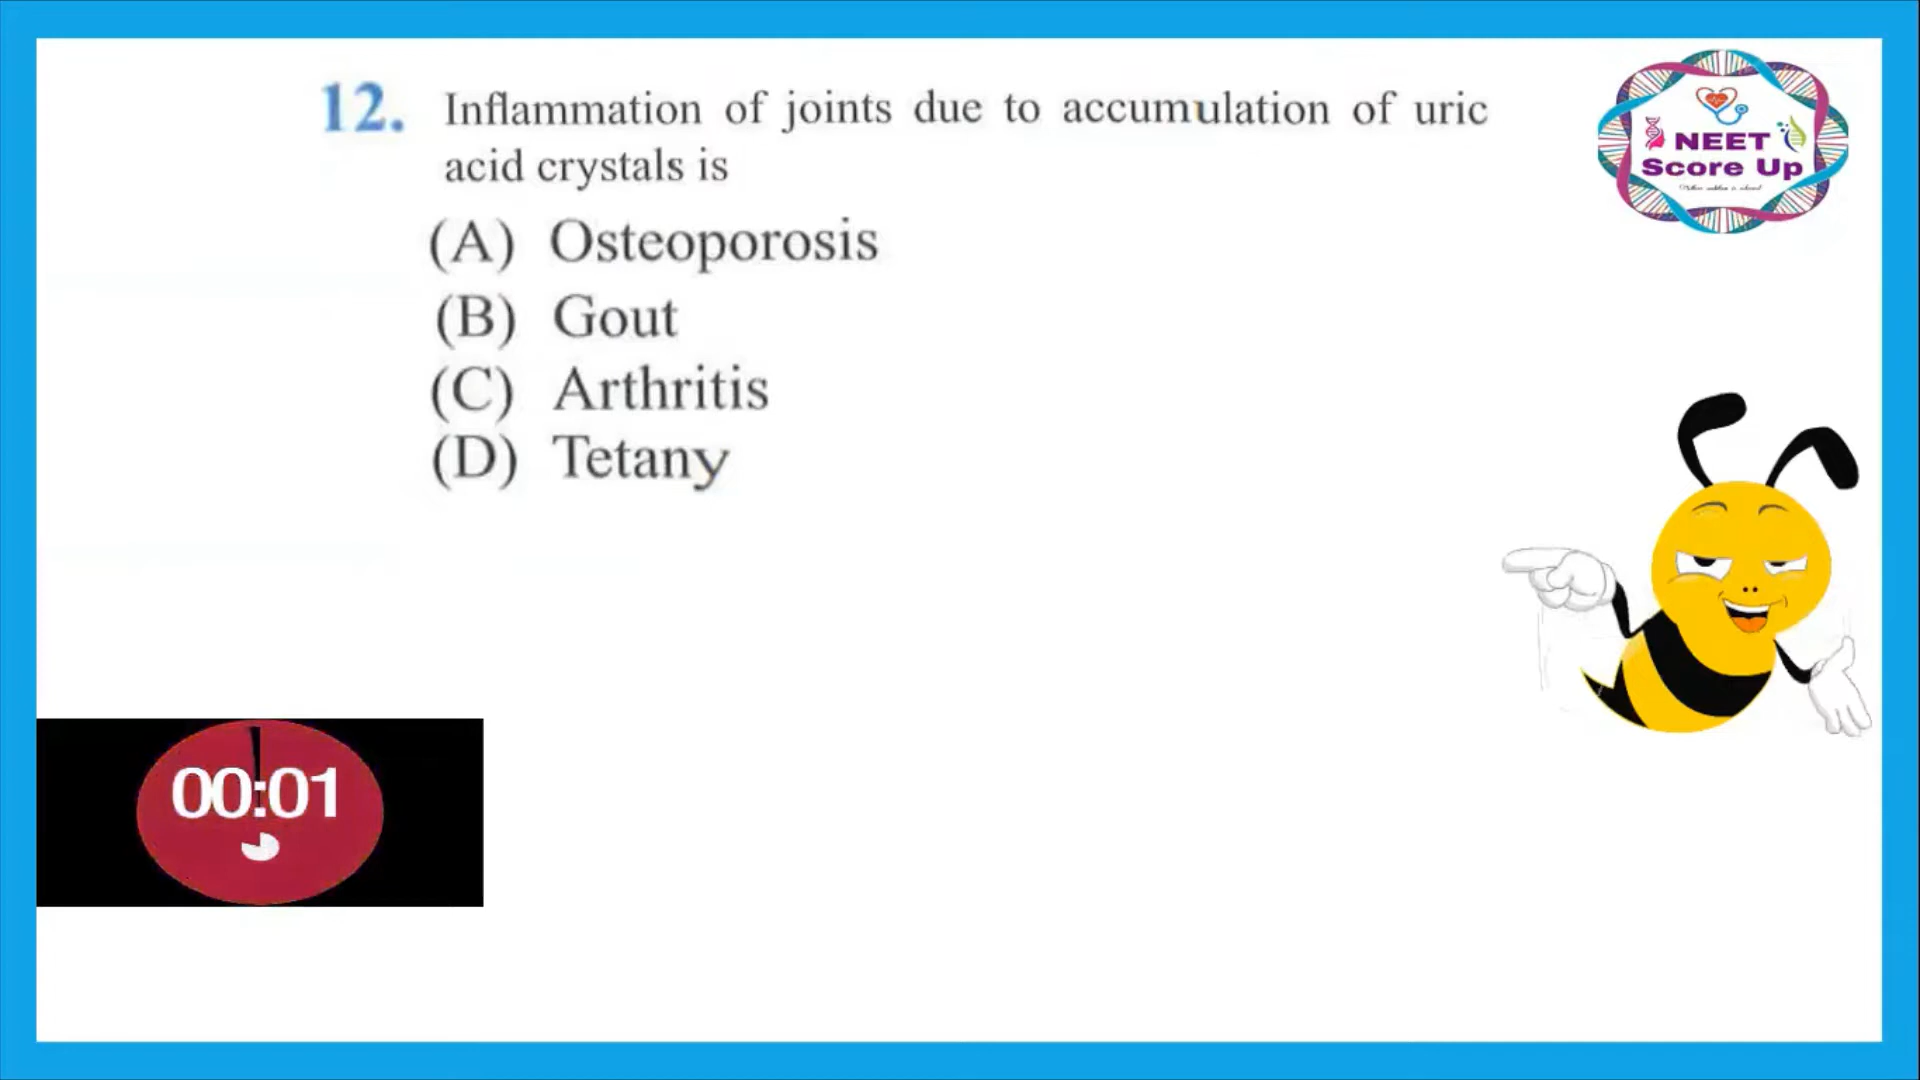 12. Inflammation of joints due to accumulation of uric
acid crystals is
(A) Osteoporosis
(B) Gout
(C) Arthritis
(D) Tetany
NEET
Score Up
00:01